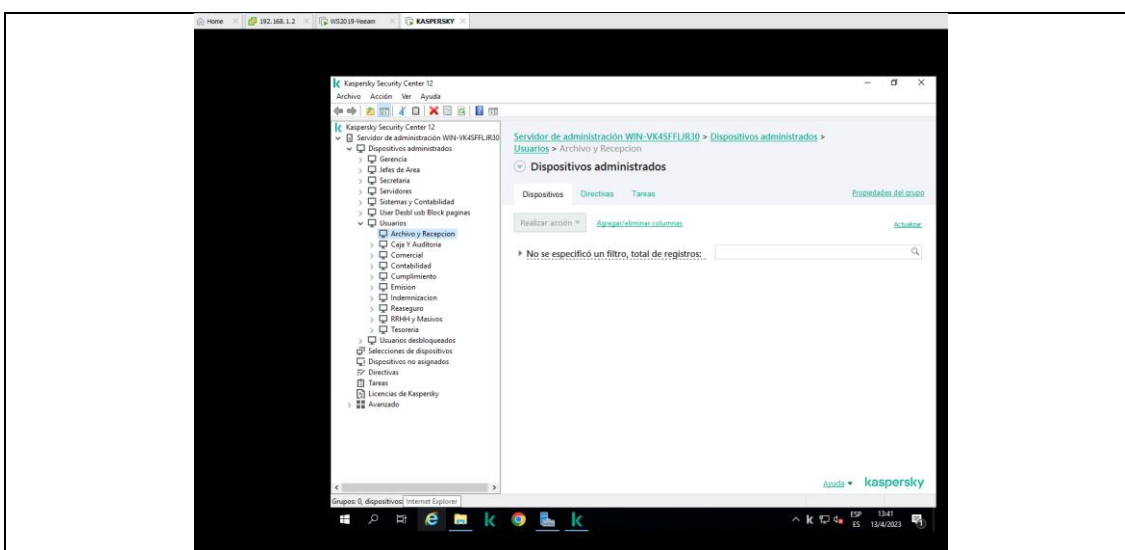 Home
192.168.1.2
WS2019-Veeam
KASPERSKY
Kaspersky Security Center 12
Archivo Acción Ver Ayuda
Kaspersky Security Center 12
Servidor de administración WIN-VK4SFFLJR30
Dispositivos administrados
Gerencia
Jefes de Area
Secretaria
Servidores
Sistemas y Contabilidad
User Desbl usb Block paginas
Usuarios
Archivo y Recepcion
Caja Y Auditoria
Comercial
Contabilidad
Cumplimiento
Emision
Indemnizacion
Reaseguro
RRHH y Masivos
Tesoreria
Usuarios desbloqueados
Selecciones de dispositivos
Dispositivos no asignados
Directivas
Tareas
Licencias de Kaspersky
Avanzado
Servidor de administración WIN-VK4SFFLJR30 > Dispositivos administrados >
Usuarios > Archivo y Recepcion
Dispositivos administrados
Dispositivos Directivas Tareas Propiedades del grupo
Realizar acción Agregar/eliminar columnas Actualizar
No se especificó un filtro, total de registros:
Ayuda kaspersky
Grupos: 0, dispositivos: Internet Explorer
ESP 13:41
ES 13/4/2023